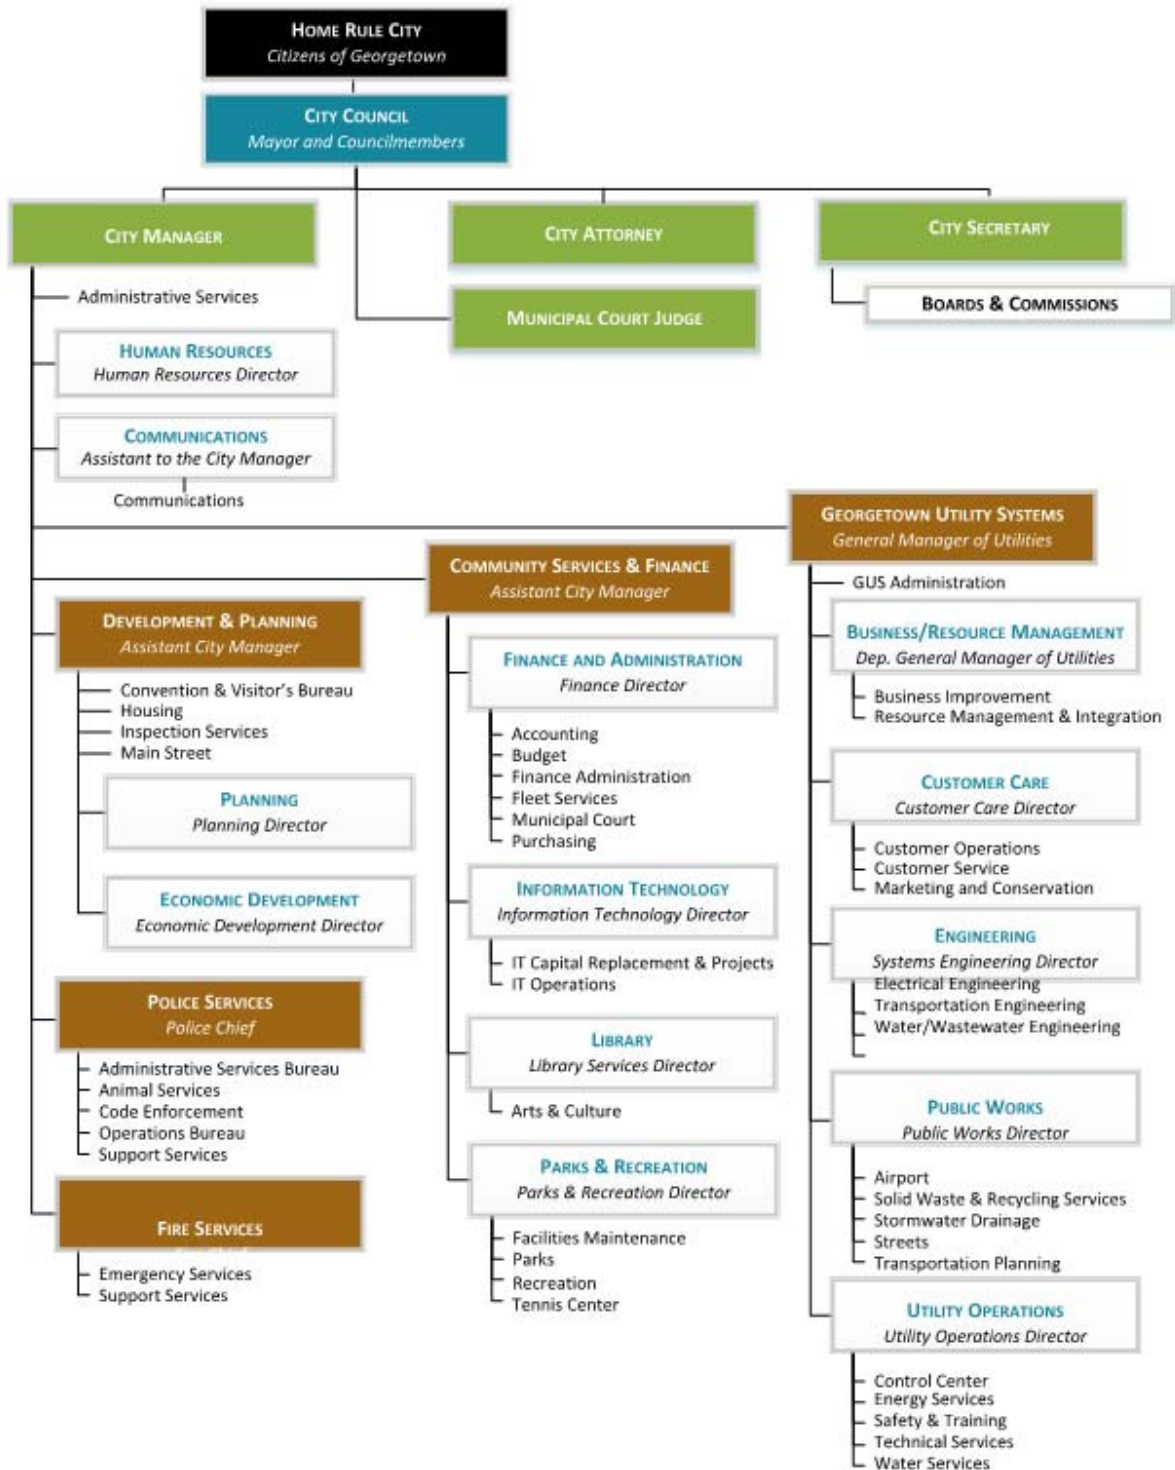 HOME RULE CITY
Citizens of Georgetown
CITY COUNCIL
Mayor and Councilmembers
CITY MANAGER
CITY ATTORNEY
CITY SECRETARY
MUNICIPAL COURT JUDGE
BOARDS & COMMISSIONS
Administrative Services
HUMAN RESOURCES
Human Resources Director
COMMUNICATIONS
Assistant to the City Manager
Communications
DEVELOPMENT & PLANNING
Assistant City Manager
Convention & Visitor's Bureau
Housing
Inspection Services
Main Street
PLANNING
Planning Director
ECONOMIC DEVELOPMENT
Economic Development Director
POLICE SERVICES
Police Chief
Administrative Services Bureau
Animal Services
Code Enforcement
Operations Bureau
Support Services
FIRE SERVICES
Emergency Services
Support Services
COMMUNITY SERVICES & FINANCE
Assistant City Manager
FINANCE AND ADMINISTRATION
Finance Director
Accounting
Budget
Finance Administration
Fleet Services
Municipal Court
Purchasing
INFORMATION TECHNOLOGY
Information Technology Director
IT Capital Replacement & Projects
IT Operations
LIBRARY
Library Services Director
Arts & Culture
PARKS & RECREATION
Parks & Recreation Director
Facilities Maintenance
Parks
Recreation
Tennis Center
GEORGETOWN UTILITY SYSTEMS
General Manager of Utilities
GUS Administration
BUSINESS/RESOURCE MANAGEMENT
Dep. General Manager of Utilities
Business Improvement
Resource Management & Integration
CUSTOMER CARE
Customer Care Director
Customer Operations
Customer Service
Marketing and Conservation
ENGINEERING
Systems Engineering Director
Electrical Engineering
Transportation Engineering
Water/Wastewater Engineering
PUBLIC WORKS
Public Works Director
Airport
Solid Waste & Recycling Services
Stormwater Drainage
Streets
Transportation Planning
UTILITY OPERATIONS
Utility Operations Director
Control Center
Energy Services
Safety & Training
Technical Services
Water Services